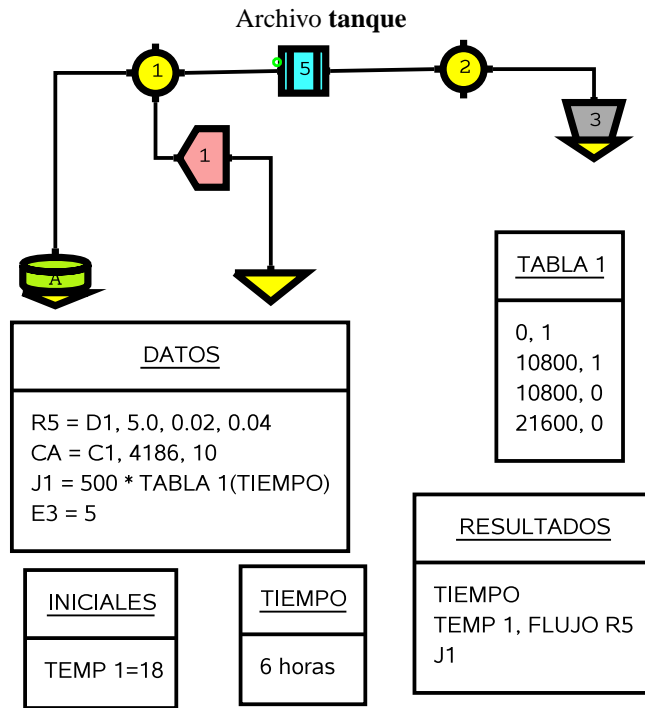 Archivo tanque
1
5
2
3
1
A
DATOS
R5 = D1, 5.0, 0.02, 0.04
CA = C1, 4186, 10
J1 = 500 * TABLA 1(TIEMPO)
E3 = 5
TABLA 1
0, 1
10800, 1
10800, 0
21600, 0
INICIALES
TEMP 1=18
TIEMPO
6 horas
RESULTADOS
TIEMPO
TEMP 1, FLUJO R5
J1